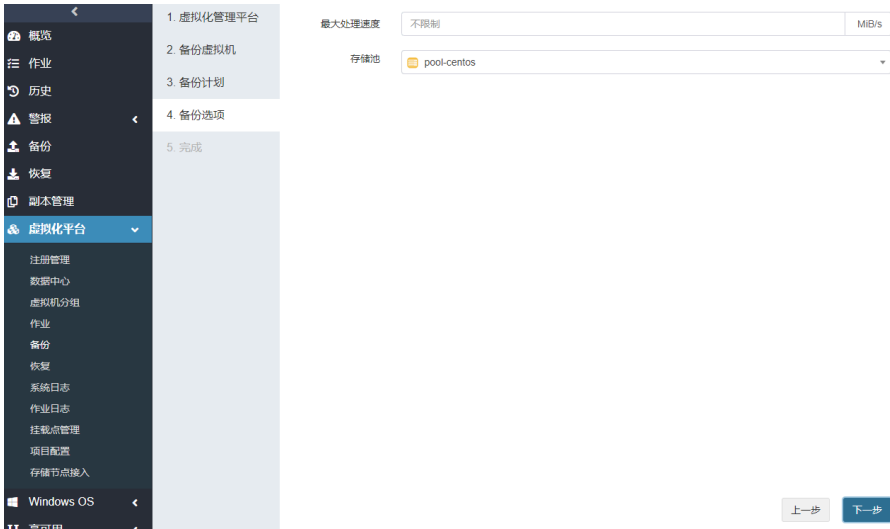 概览
作业
历史
警报
备份
恢复
副本管理
虚拟化平台
注册管理
数据中心
虚拟机分组
作业
备份
恢复
系统日志
作业日志
挂载点管理
项目配置
存储节点接入
Windows OS
高可用
1. 虚拟化管理平台
2. 备份虚拟机
3. 备份计划
4. 备份选项
5. 完成
最大处理速度 不限制 MiB/s
存储池 pool-centos
上一步 下一步